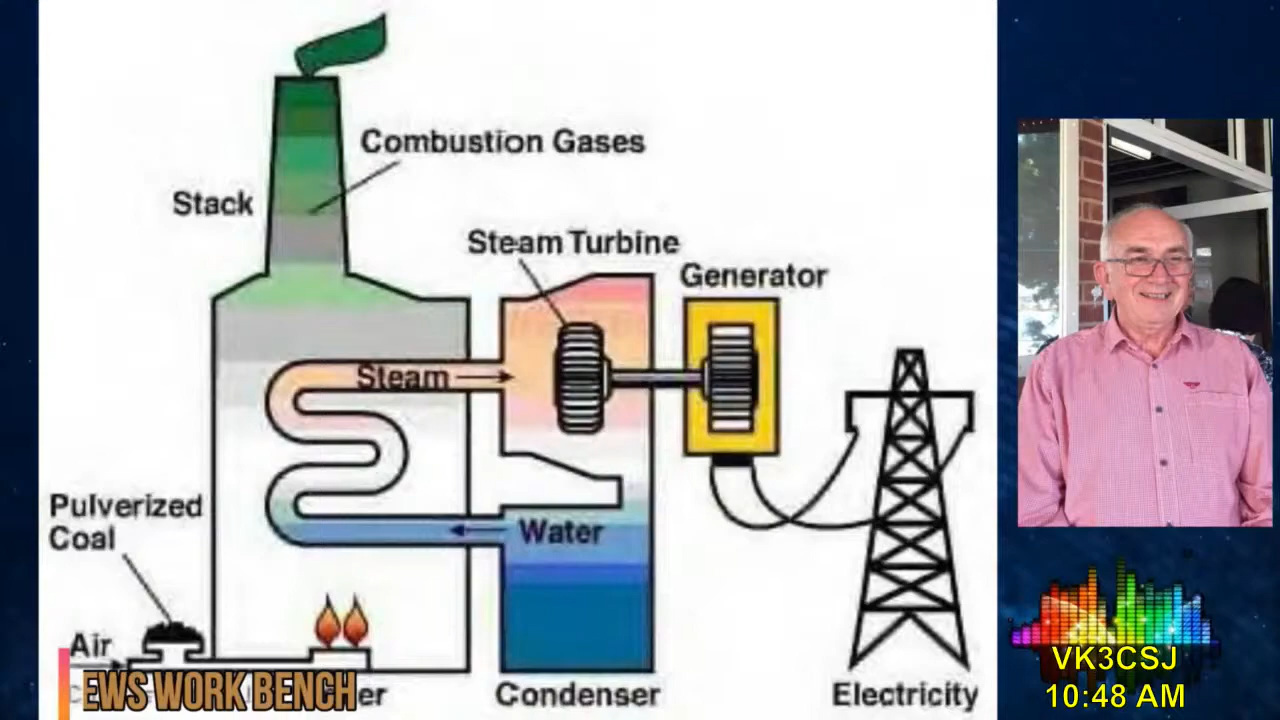 Combustion Gases
Stack
Steam Turbine
Generator
Steam
Pulverized
Coal
Water
Air
EWS WORK BENCH
Condenser
Electricity
VK3CSJ
10:48 AM